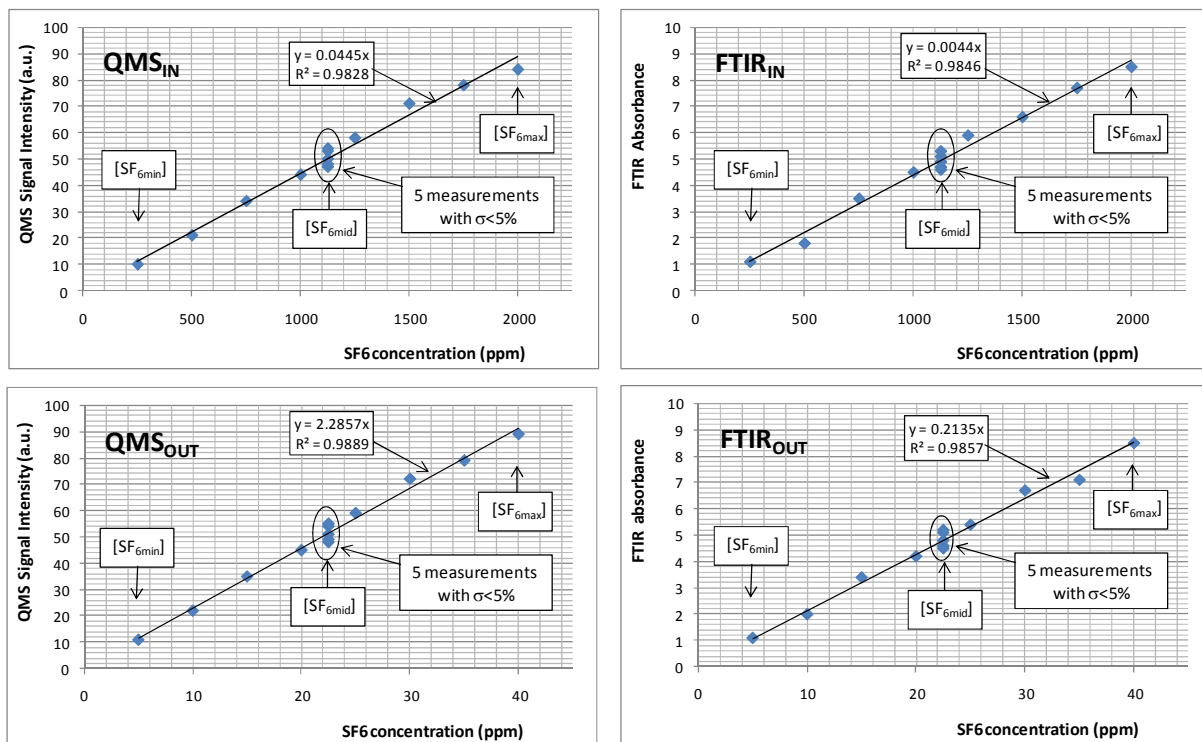 QMSIN
QMS Signal Intensity (a.u.)
100
90
80
70
60
50
40
30
20
10
0
y = 0.0445x
R² = 0.9828
[SF6min]
[SF6max]
5 measurements
with σ<5%
[SF6mid]
0 500 1000 1500 2000
SF6 concentration (ppm)
FTIRIN
FTIR Absorbance
10
9
8
7
6
5
4
3
2
1
0
y = 0.0044x
R² = 0.9846
[SF6min]
[SF6max]
5 measurements
with σ<5%
[SF6mid]
0 500 1000 1500 2000
SF6 concentration (ppm)
QMSOUT
QMS Signal Intensity (a.u.)
100
90
80
70
60
50
40
30
20
10
0
y = 2.2857x
R² = 0.9889
[SF6min]
[SF6max]
5 measurements
with σ<5%
[SF6mid]
0 10 20 30 40
SF6 concentration (ppm)
FTIROUT
FTIR absorbance
10
9
8
7
6
5
4
3
2
1
0
y = 0.2135x
R² = 0.9857
[SF6min]
[SF6max]
5 measurements
with σ<5%
[SF6mid]
0 10 20 30 40
SF6 concentration (ppm)